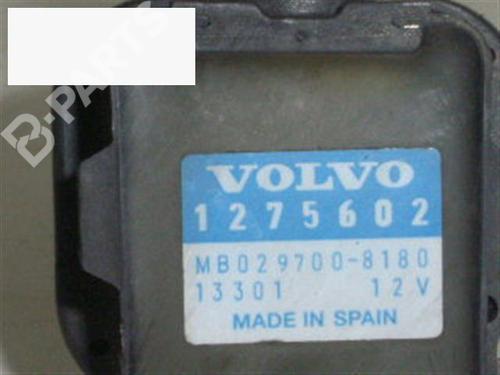 B-PARTS
VOLVO
1275602
MB029700-8180
13301 12V
MADE IN SPAIN